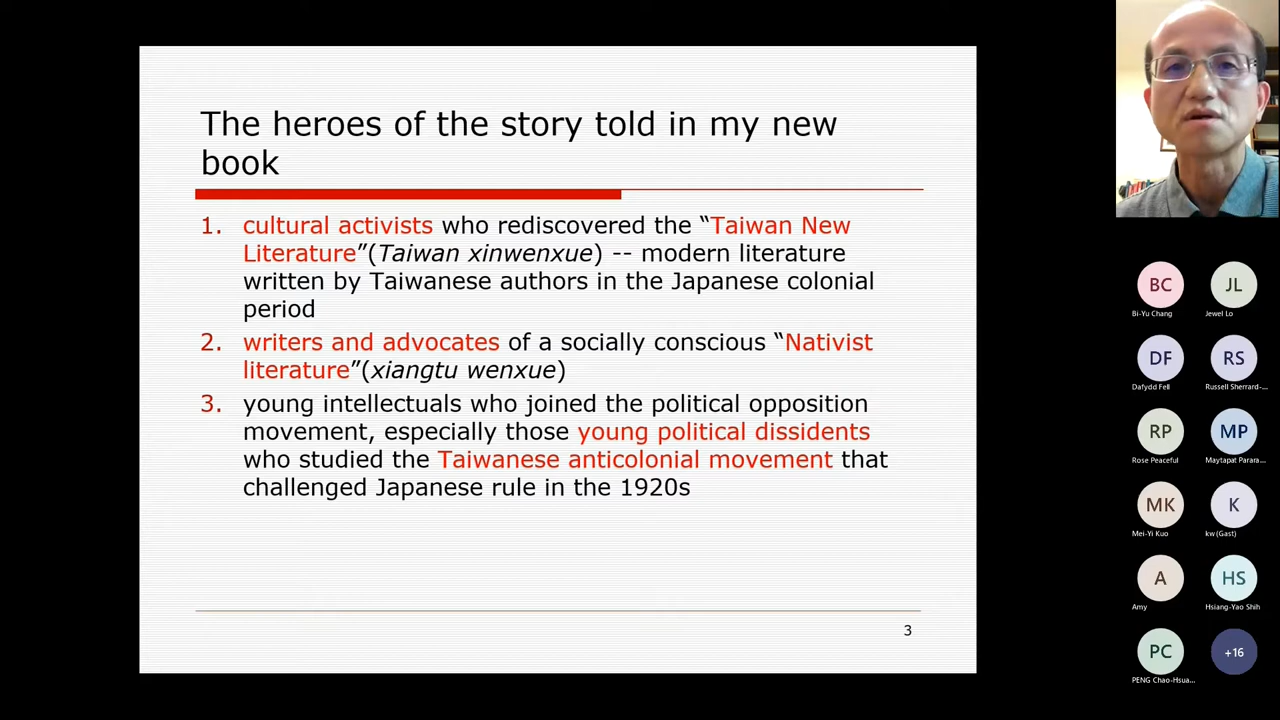 The heroes of the story told in my new
book
1. cultural activists who rediscovered the “Taiwan New
Literature”(Taiwan xinwenxue) -- modern literature
written by Taiwanese authors in the Japanese colonial
period
2. writers and advocates of a socially conscious “Nativist
literature”(xiangtu wenxue)
3. young intellectuals who joined the political opposition
movement, especially those young political dissidents
who studied the Taiwanese anticolonial movement that
challenged Japanese rule in the 1920s
3
BC
JL
Bi-Yu Chang
Jewel Lo
DF
RS
Dafydd Fell
Russell Sherrard-...
RP
MP
Rose Peaceful
Maytapat Parara...
MK
K
Mei-Yi Kuo
kw (Gast)
A
HS
Amy
Hsiang-Yao Shih
PC
+16
PENG Chao-Hsua...